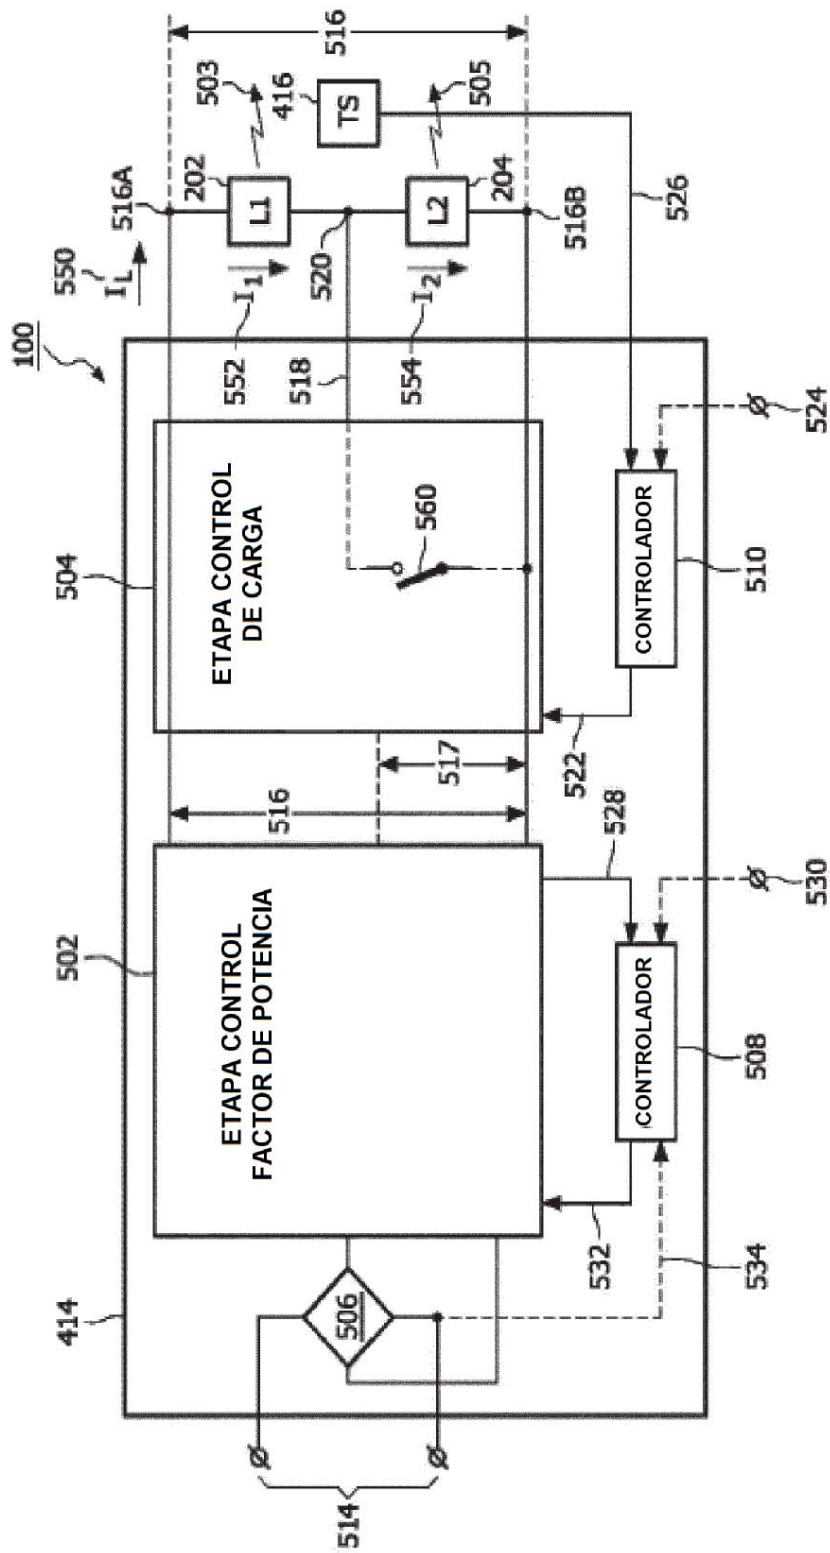 100
550
I_L
516A
202
503
416
TS
516
L1
552
I1
518
520
554
I2
L2
204
505
516B
526
414
502
504
ETAPA CONTROL
FACTOR DE POTENCIA
ETAPA CONTROL
DE CARGA
516
517
560
514
506
532
534
528
522
CONTROLADOR
508
530
CONTROLADOR
510
524